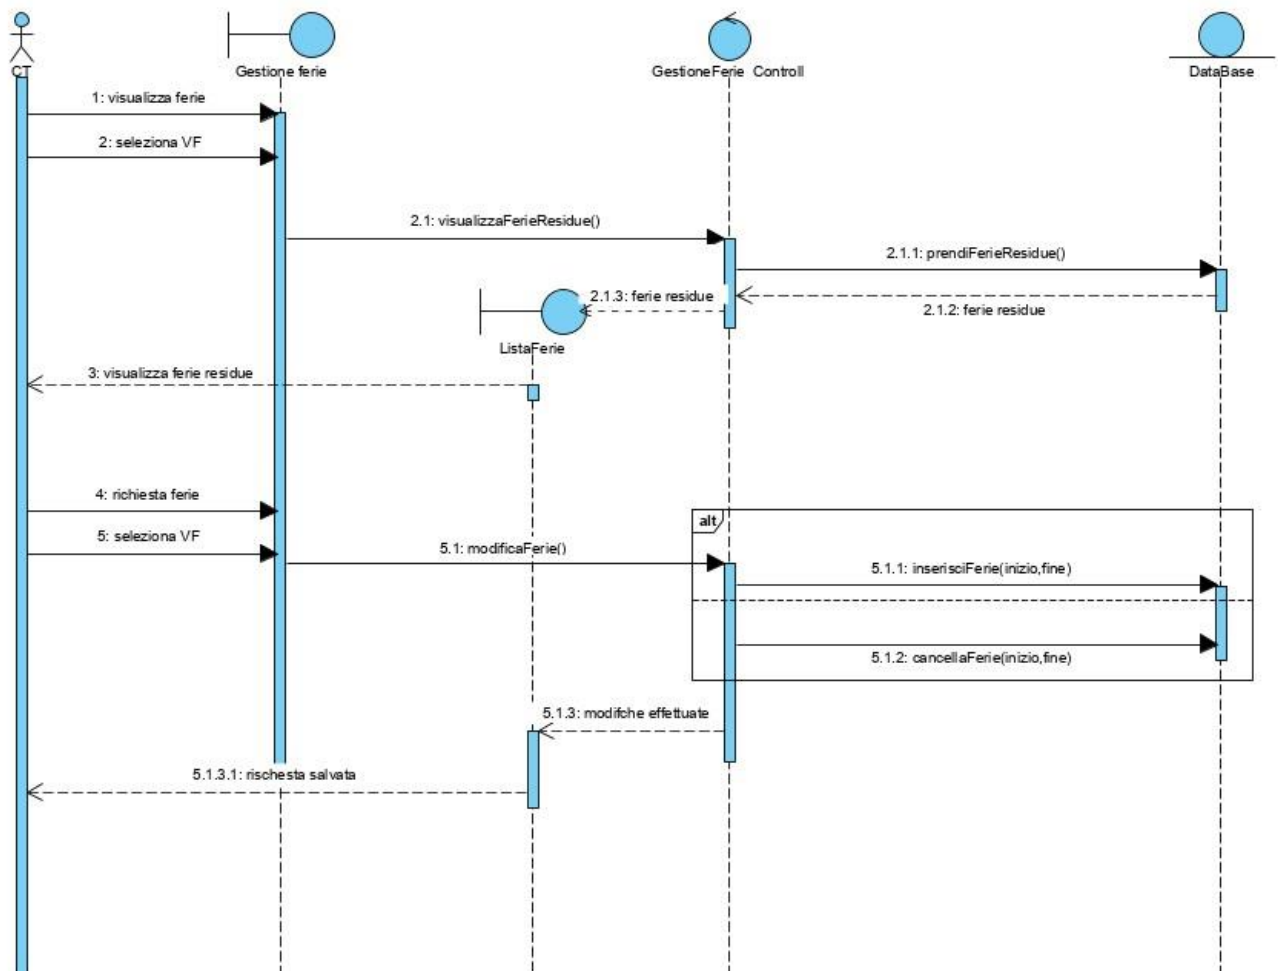 CT
Gestione ferie
GestioneFerie Controll
DataBase
1: visualizza ferie
2: seleziona VF
2.1: visualizzaFerieResidue()
2.1.1: prendiFerieResidue()
2.1.3: ferie residue
2.1.2: ferie residue
ListaFerie
3: visualizza ferie residue
4: richiesta ferie
alt
5: seleziona VF
5.1: modificaFerie()
5.1.1: inserisciFerie(inizio,fine)
5.1.2: cancellaFerie(inizio,fine)
5.1.3: modifche effettuate
5.1.3.1: rischesta salvata